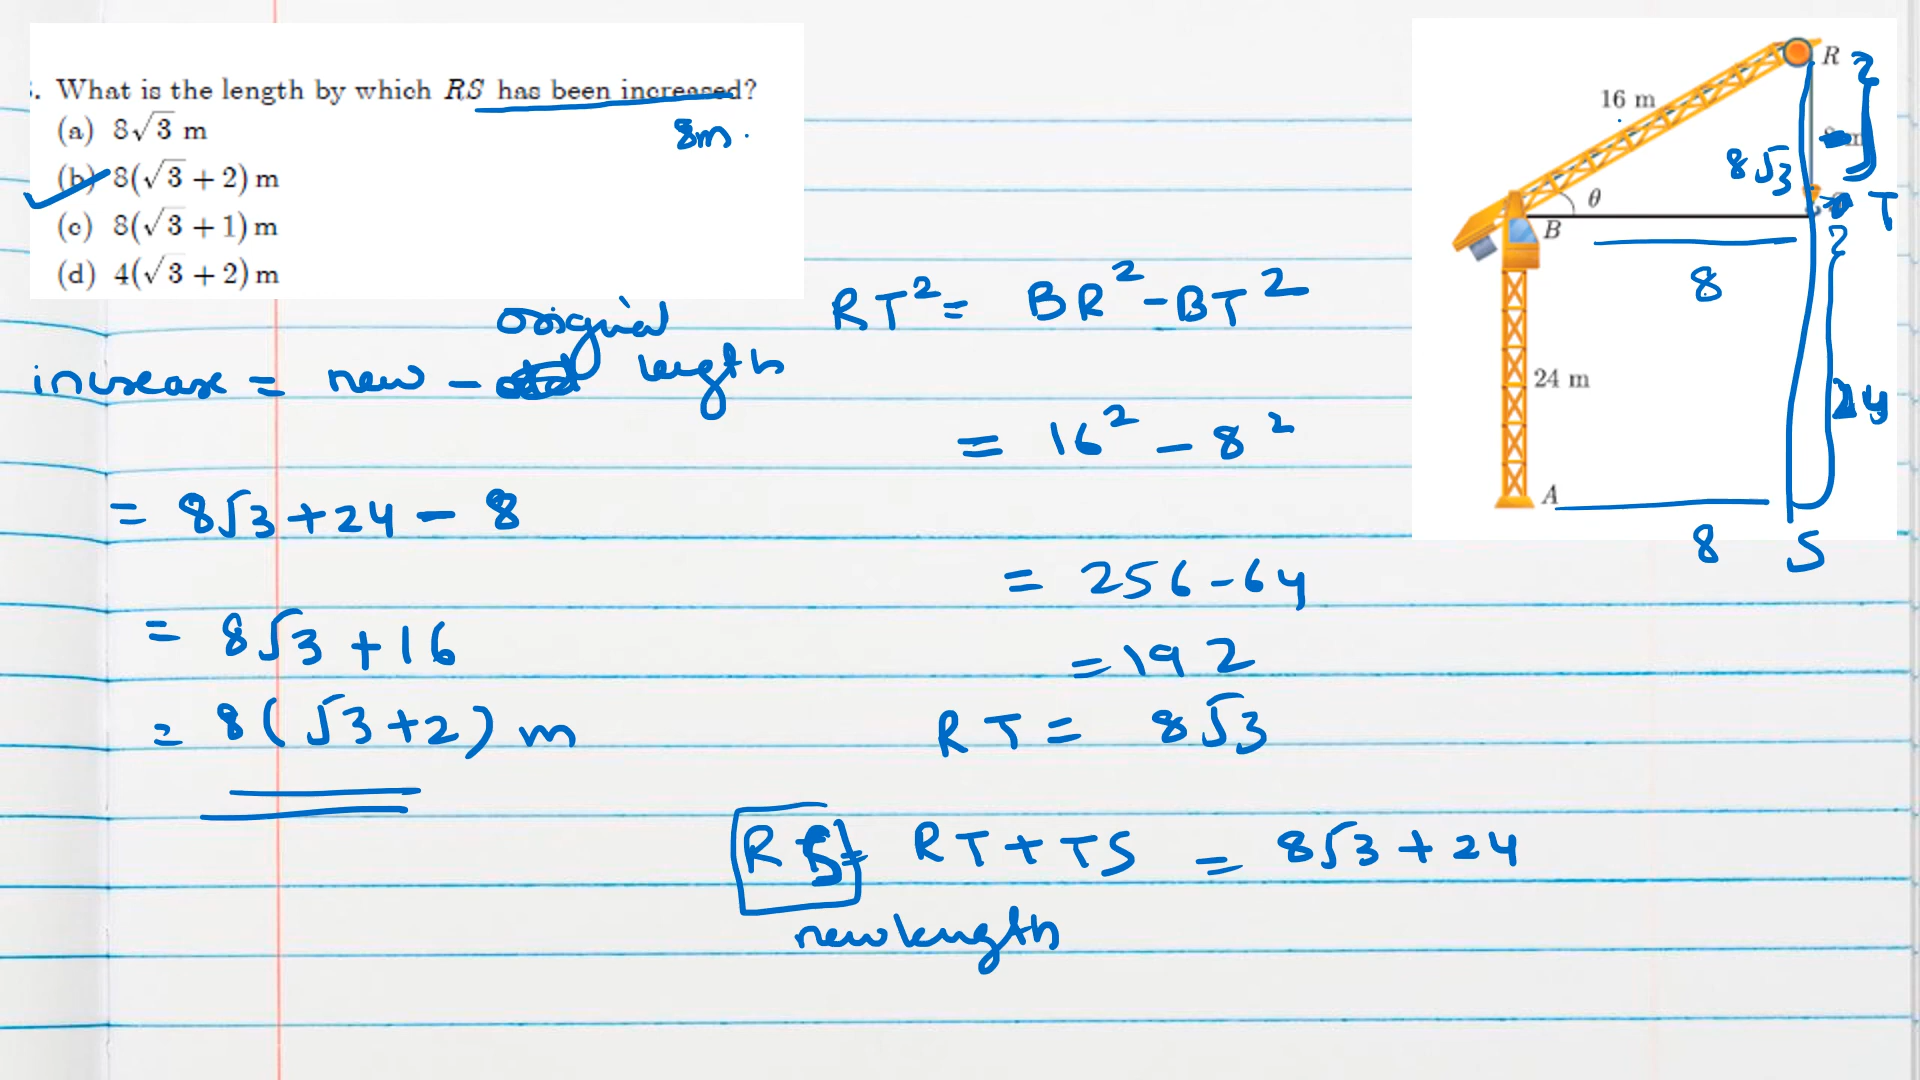 . What is the length by which RS has been increased?
8m.
(a) 8√3 m
(b) 8(√3 + 2) m
(c) 8(√3 + 1) m
(d) 4(√3 + 2) m
increase = new - original length
= 8√3 + 24 - 8
= 8√3 + 16
= 8(√3+2) m
RT² = BR² - BT²
= 16² - 8²
= 256 - 64
= 192
RT = 8√3
RS = RT + TS = 8√3 + 24
new length
R
?
16 m
8√3
θ
T
B
?
8
24 m
24
A
8
S